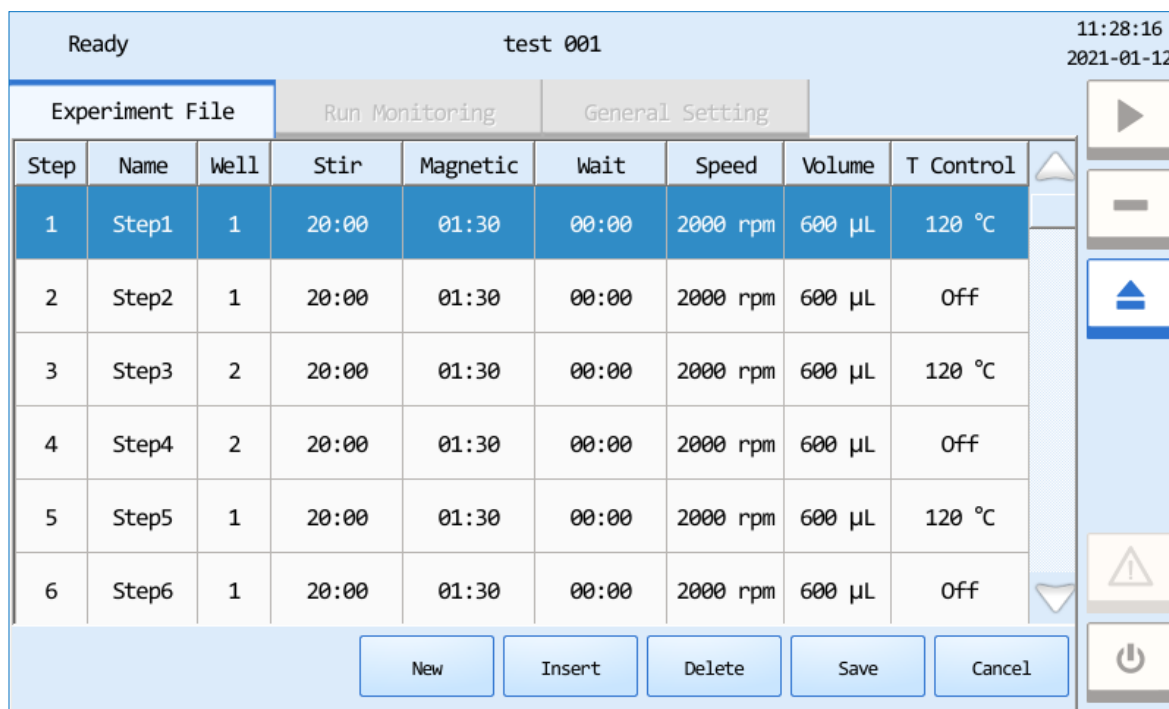 Ready test 001 11:28:16
2021-01-12
Experiment File Run Monitoring General Setting
Step Name Well Stir Magnetic Wait Speed Volume T Control
1 Step1 1 20:00 01:30 00:00 2000 rpm 600 μL 120 ℃
2 Step2 1 20:00 01:30 00:00 2000 rpm 600 μL Off
3 Step3 2 20:00 01:30 00:00 2000 rpm 600 μL 120 ℃
4 Step4 2 20:00 01:30 00:00 2000 rpm 600 μL Off
5 Step5 1 20:00 01:30 00:00 2000 rpm 600 μL 120 ℃
6 Step6 1 20:00 01:30 00:00 2000 rpm 600 μL Off
New Insert Delete Save Cancel